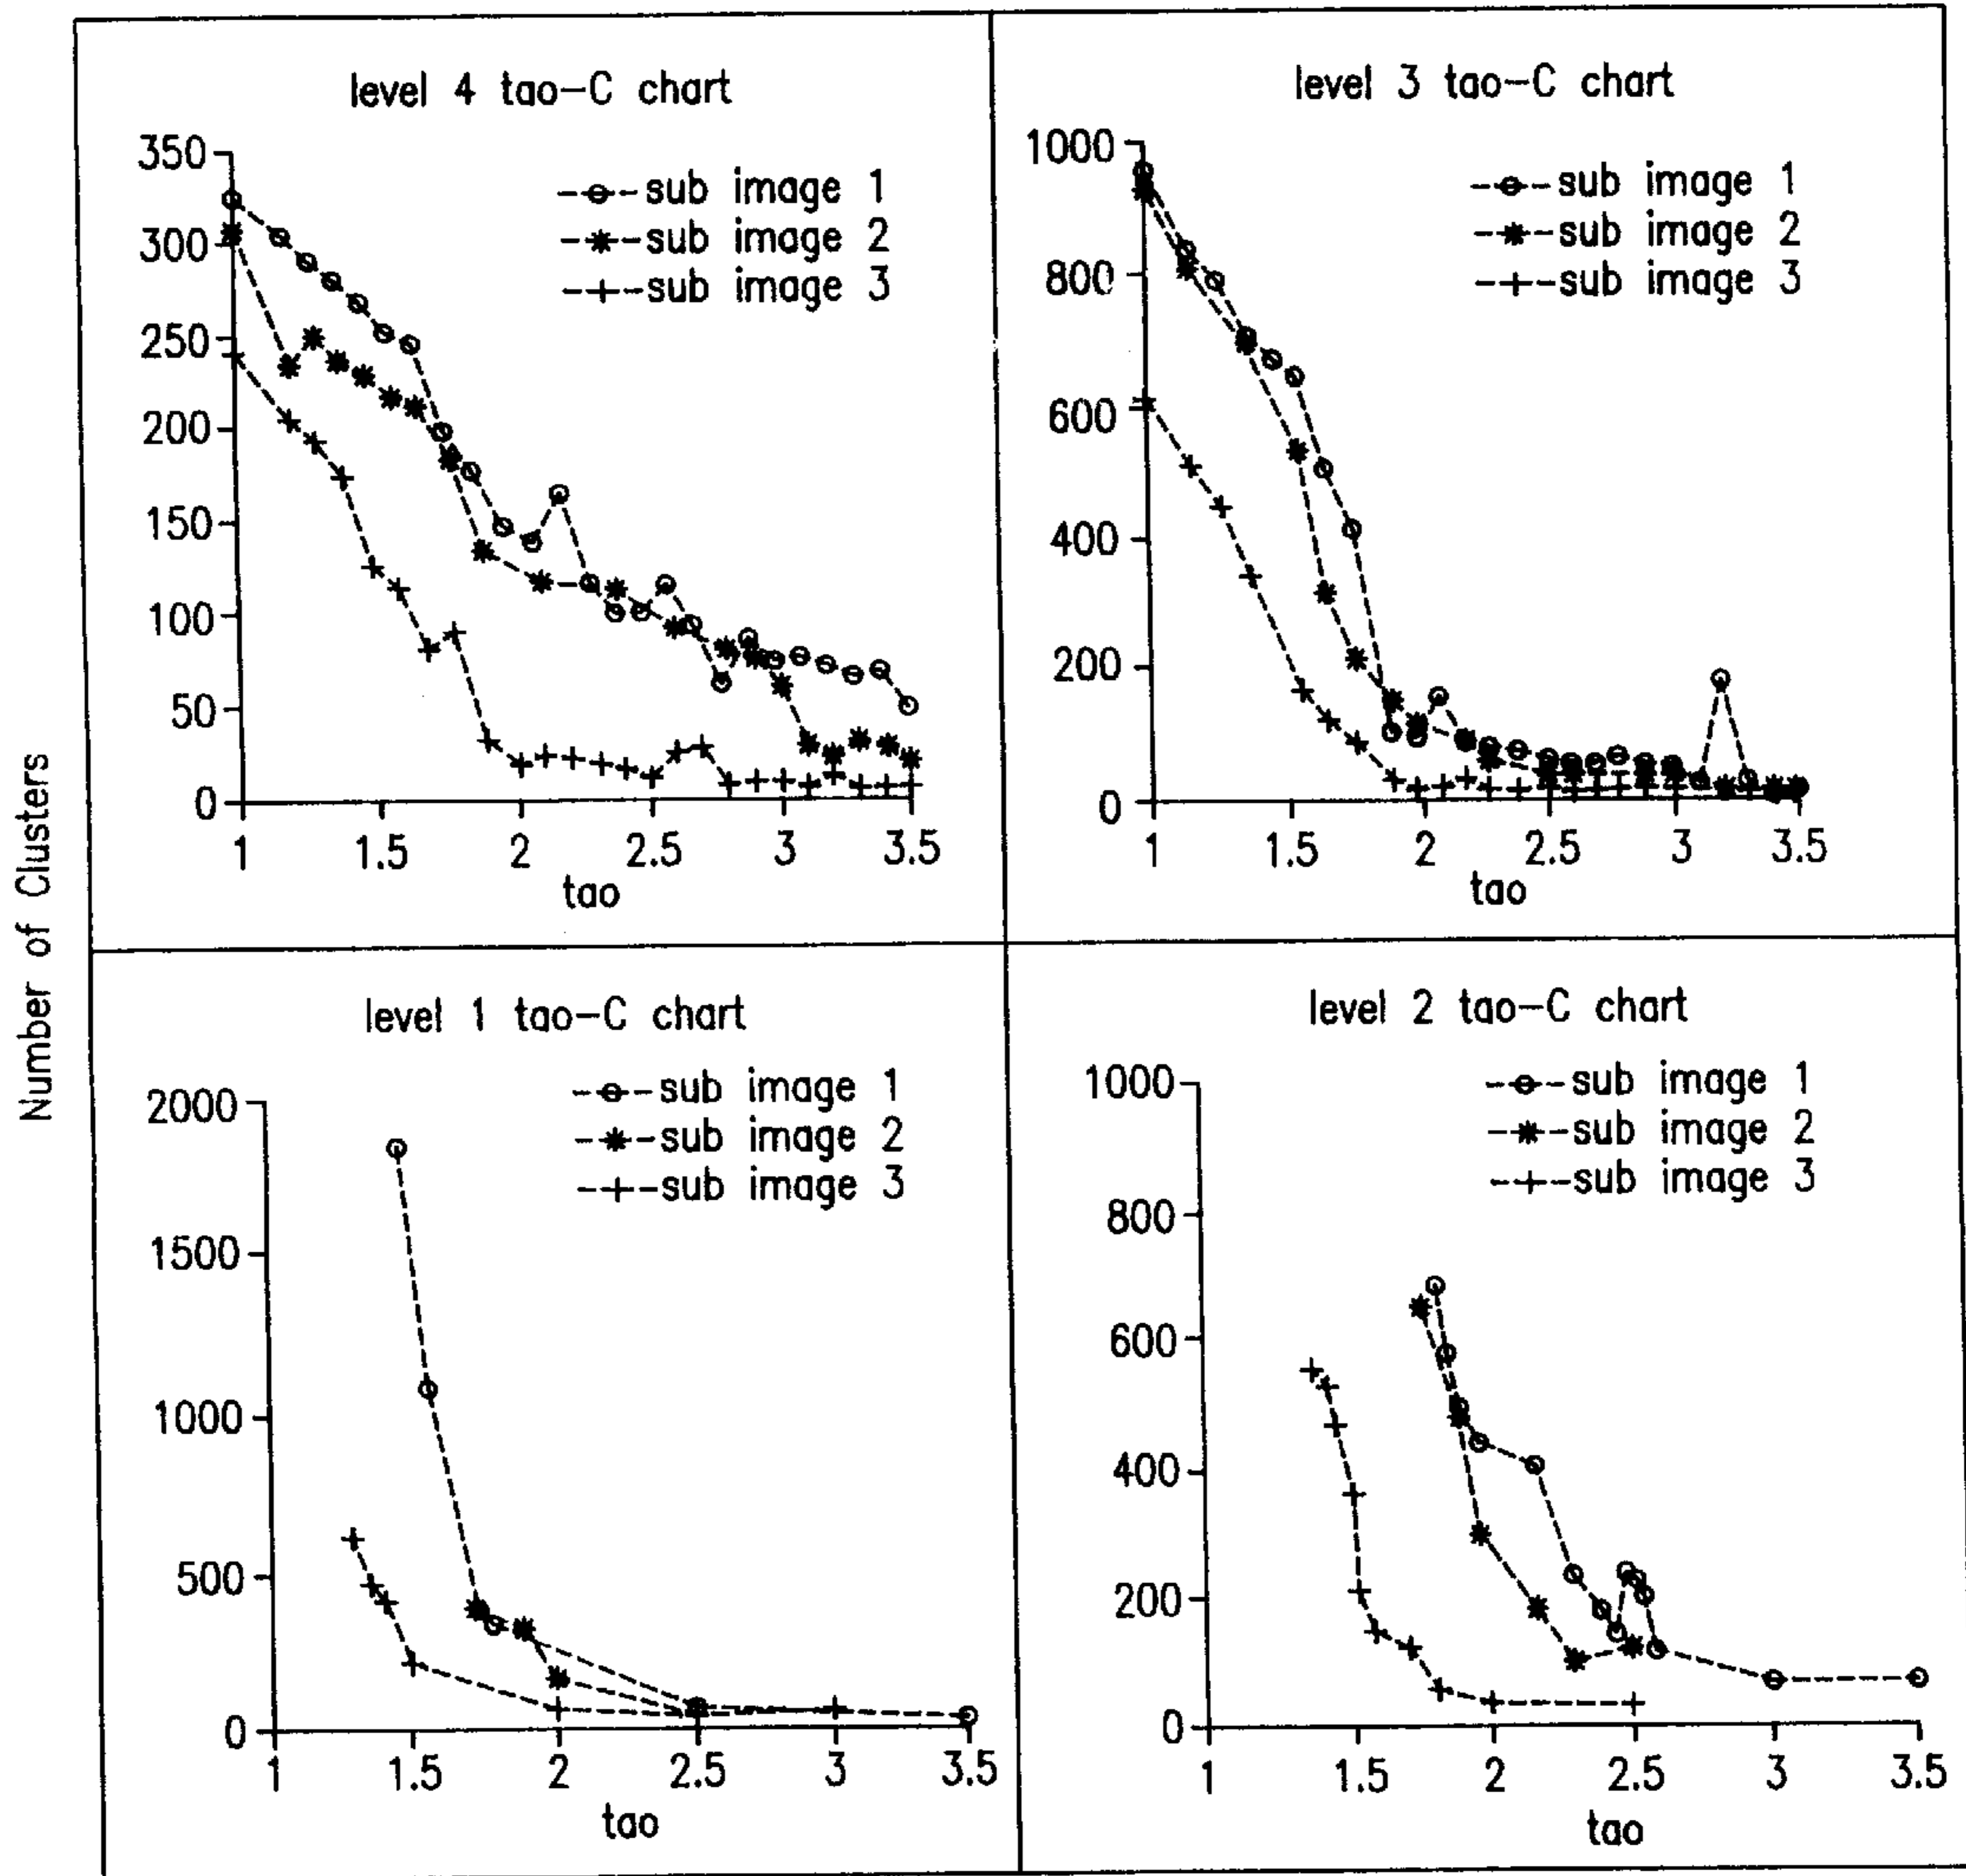 Number of Clusters
level 4 tao-C chart
sub image 1
sub image 2
sub image 3
350
300
250
200
150
100
50
0
1 1.5 2 2.5 3 3.5
tao
level 3 tao-C chart
sub image 1
sub image 2
sub image 3
1000
800
600
400
200
0
1 1.5 2 2.5 3 3.5
tao
level 1 tao-C chart
sub image 1
sub image 2
sub image 3
2000
1500
1000
500
0
1 1.5 2 2.5 3 3.5
tao
level 2 tao-C chart
sub image 1
sub image 2
sub image 3
1000
800
600
400
200
0
1 1.5 2 2.5 3 3.5
tao